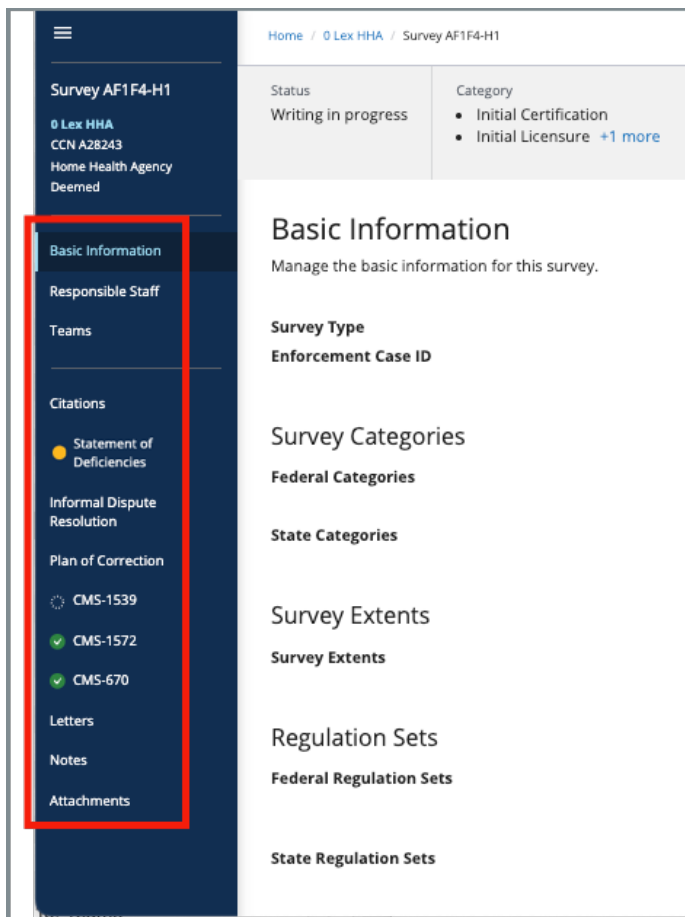 Survey AF1F4-H1
0 Lex HHA
CCN A28243
Home Health Agency
Deemed
Basic Information
Responsible Staff
Teams
Citations
Statement of
Deficiencies
Informal Dispute
Resolution
Plan of Correction
CMS-1539
CMS-1572
CMS-670
Letters
Notes
Attachments
Home / 0 Lex HHA / Survey AF1F4-H1
Status
Writing in progress
Category
• Initial Certification
• Initial Licensure +1 more
Basic Information
Manage the basic information for this survey.
Survey Type
Enforcement Case ID
Survey Categories
Federal Categories
State Categories
Survey Extents
Survey Extents
Regulation Sets
Federal Regulation Sets
State Regulation Sets